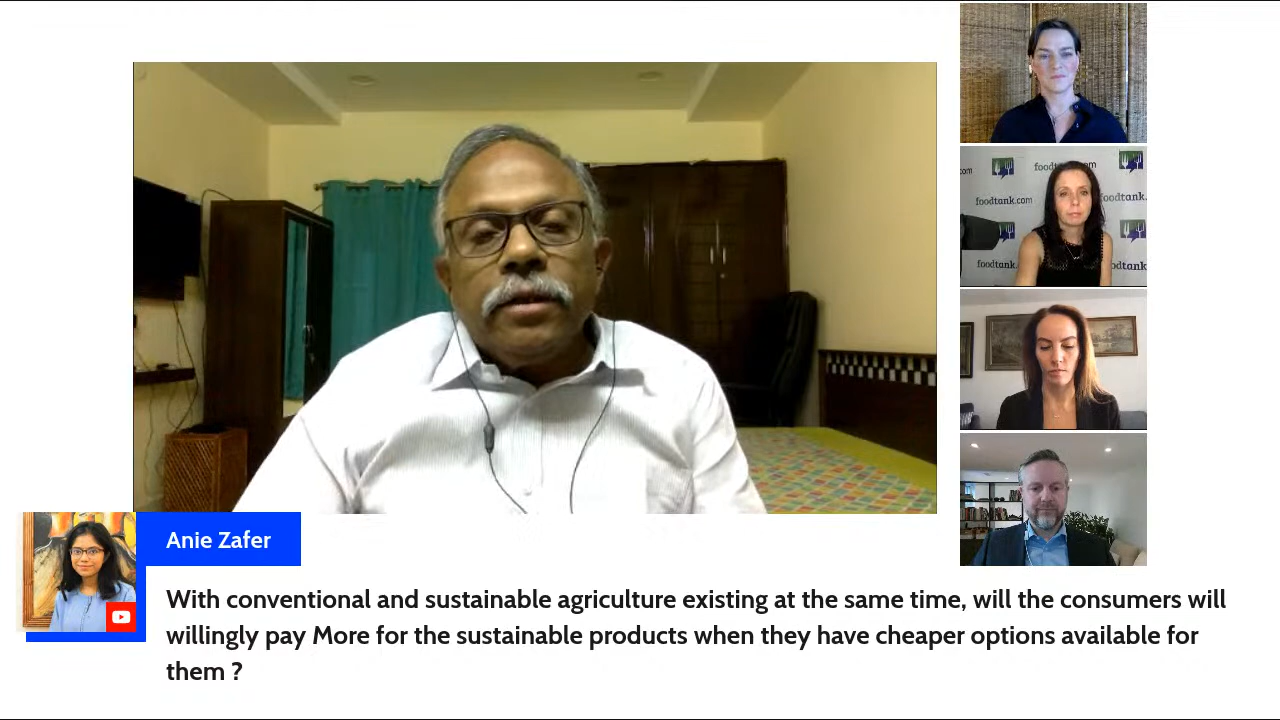 .com
foodtank.com
foodtank.com
foodtank.
foodtank.com
dtank.
Anie Zafer
With conventional and sustainable agriculture existing at the same time, will the consumers will
willingly pay More for the sustainable products when they have cheaper options available for
them ?